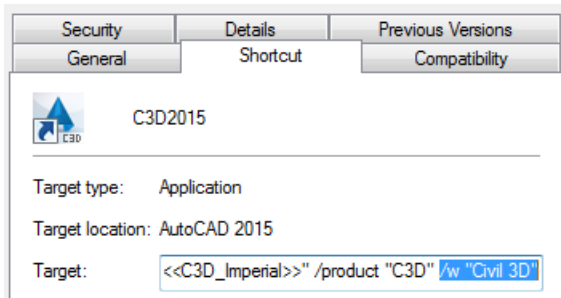 Security Details Previous Versions
General Shortcut Compatibility
C3D
C3D2015
Target type: Application
Target location: AutoCAD 2015
Target: <<C3D_Imperial>>" /product "C3D" /w "Civil 3D"